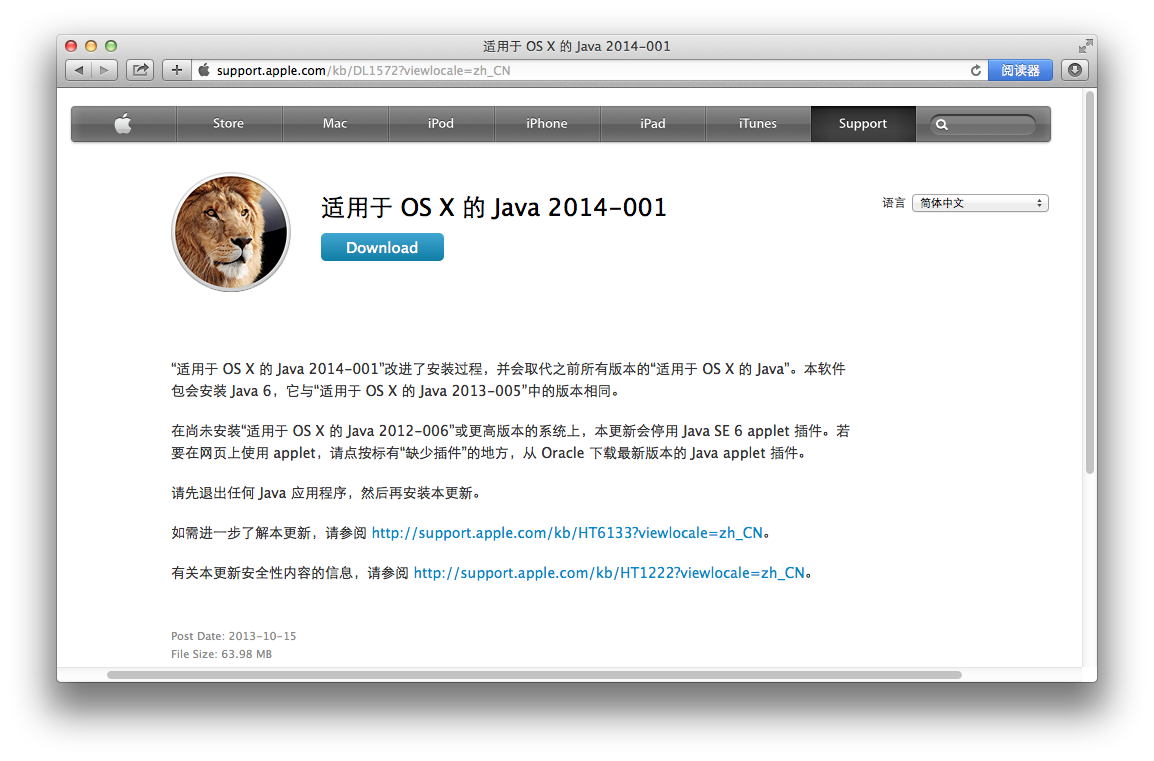 适用于 OS X 的 Java 2014-001
support.apple.com/kb/DL1572?viewlocale=zh_CN
阅读器
Store
Mac
iPod
iPhone
iPad
iTunes
Support
适用于 OS X 的 Java 2014-001
语言
简体中文
Download
“适用于 OS X 的 Java 2014-001”改进了安装过程，并会取代之前所有版本的“适用于 OS X 的 Java”。本软件
包会安装 Java 6，它与“适用于 OS X 的 Java 2013-005”中的版本相同。
在尚未安装“适用于 OS X 的 Java 2012-006”或更高版本的系统上，本更新会停用 Java SE 6 applet 插件。若
要在网页上使用 applet，请点按标有“缺少插件”的地方，从 Oracle 下载最新版本的 Java applet 插件。
请先退出任何 Java 应用程序，然后再安装本更新。
如需进一步了解本更新，请参阅 http://support.apple.com/kb/HT6133?viewlocale=zh_CN。
有关本更新安全性内容的信息，请参阅 http://support.apple.com/kb/HT1222?viewlocale=zh_CN。
Post Date: 2013-10-15
File Size: 63.98 MB